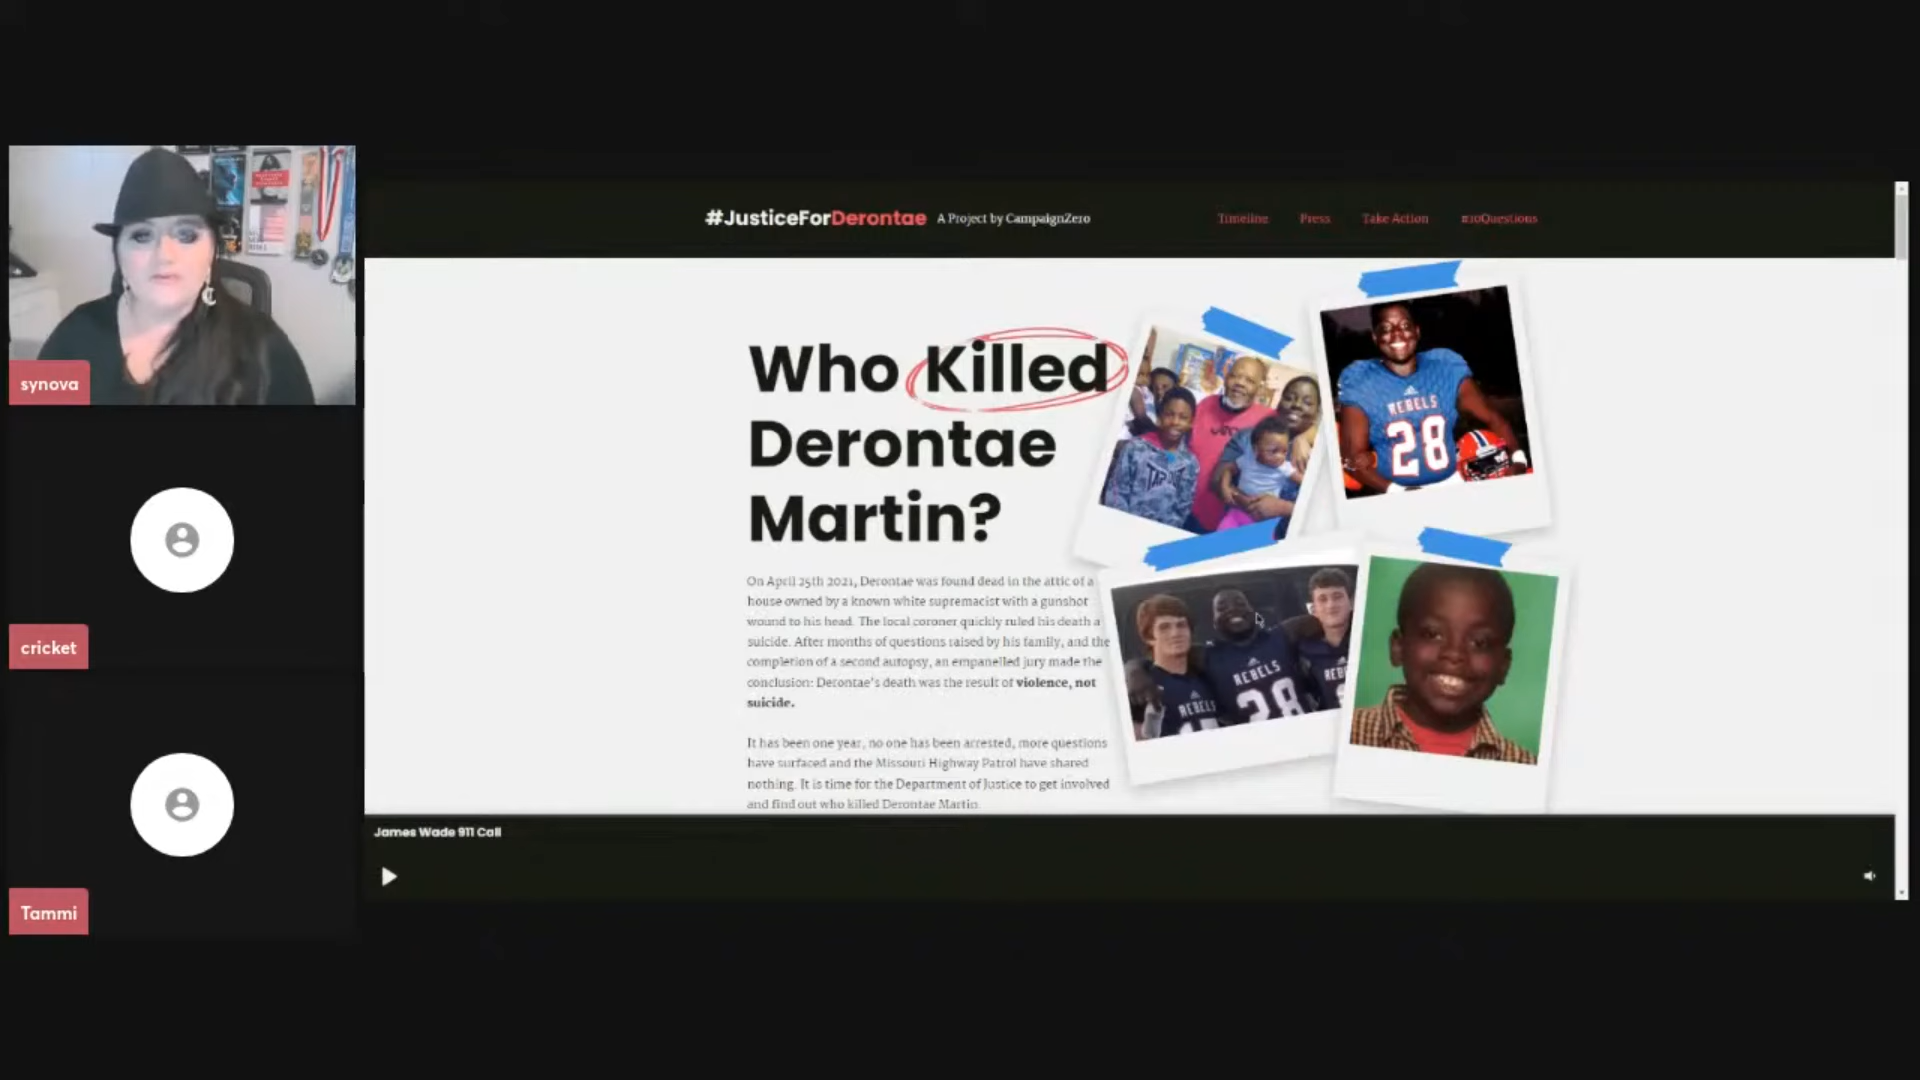 synova
cricket
Tammi
#JusticeForDerontae A Project by CampaignZero
Timeline Press Take Action #10Questions
Who Killed
Derontae
Martin?
On April 25th 2021, Derontae was found dead in the attic of a
house owned by a known white supremacist with a gunshot
wound to his head. The local coroner quickly ruled his death a
suicide. After months of questions raised by his family, and the
completion of a second autopsy, an empanelled jury made the
conclusion: Derontae's death was the result of violence, not
suicide.
It has been one year, no one has been arrested, more questions
have surfaced and the Missouri Highway Patrol have shared
nothing. It is time for the Department of Justice to get involved
and find out who killed Derontae Martin.
REBELS
28
REBELS
REBELS
28
James Wade 911 Call